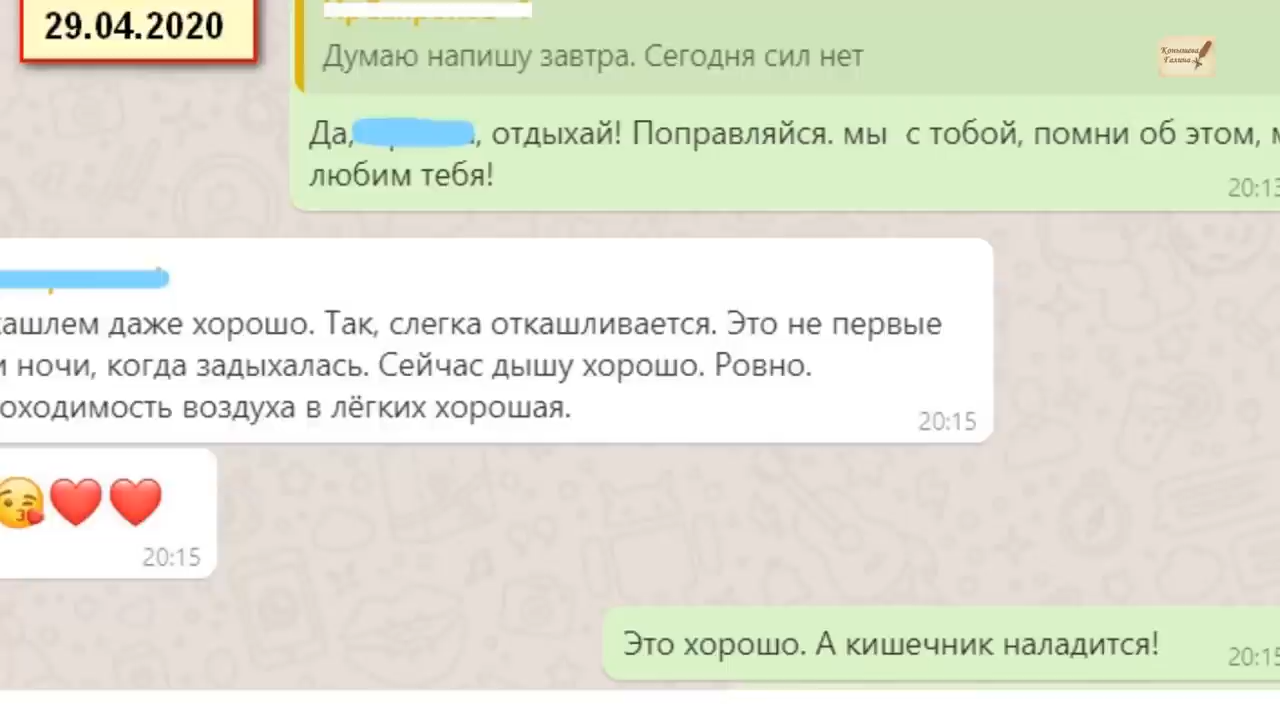 29.04.2020
Думаю напишу завтра. Сегодня сил нет
Конышева
Галина
Да, , отдыхай! Поправляйся. мы с тобой, помни об этом, м
любим тебя!
20:13
кашлем даже хорошо. Так, слегка откашливается. Это не первые
и ночи, когда задыхалась. Сейчас дышу хорошо. Ровно.
оходимость воздуха в лёгких хорошая.
20:15
20:15
Это хорошо. А кишечник наладится!
20:15